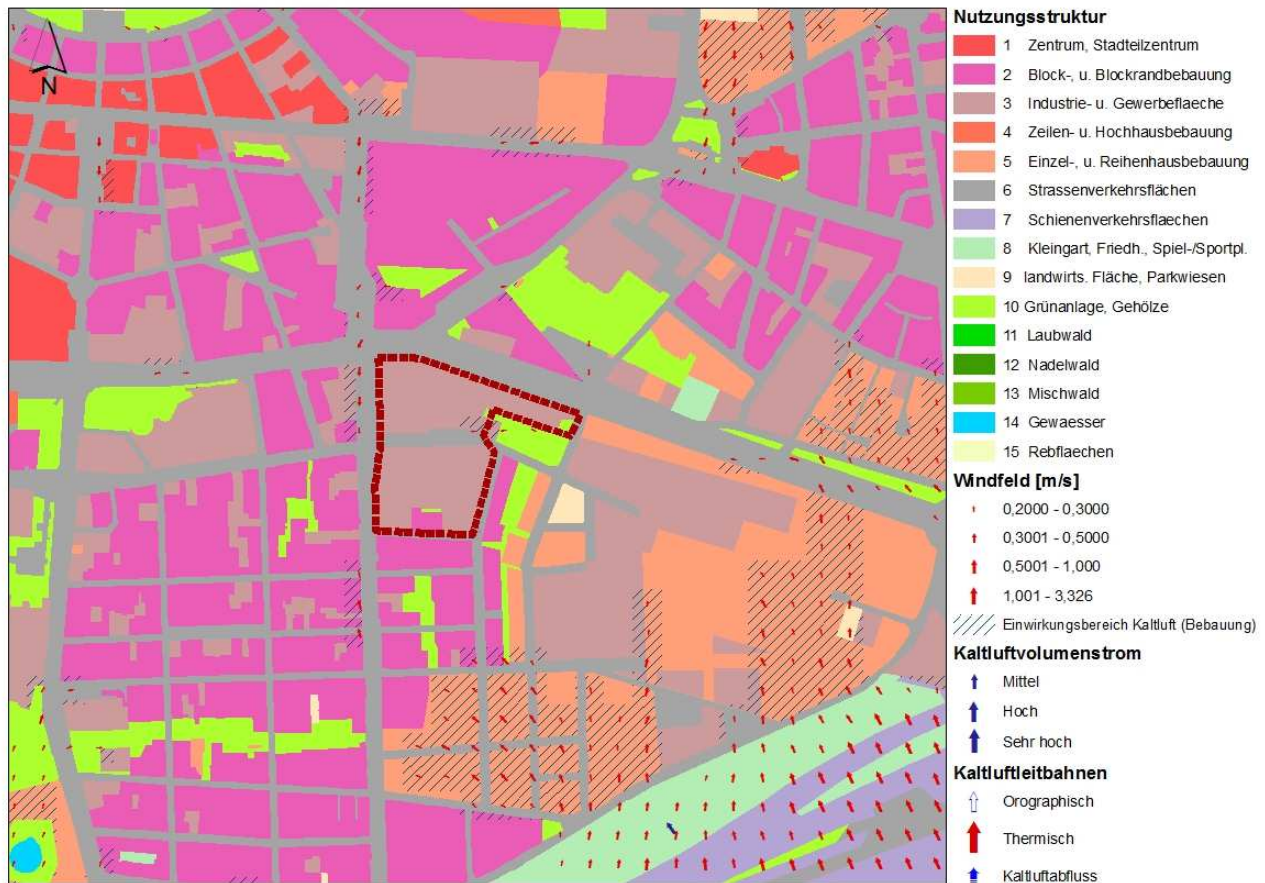 N
Nutzungsstruktur
1 Zentrum, Stadteilzentrum
2 Block-, u. Blockrandbebauung
3 Industrie- u. Gewerbeflaeche
4 Zeilen- u. Hochhausbebauung
5 Einzel-, u. Reihenhausbebauung
6 Strassenverkehrsflächen
7 Schienenverkehrsflaechen
8 Kleingart, Friedh., Spiel-/Sportpl.
9 landwirts. Fläche, Parkwiesen
10 Grünanlage, Gehölze
11 Laubwald
12 Nadelwald
13 Mischwald
14 Gewaesser
15 Rebflaechen
Windfeld [m/s]
0,2000 - 0,3000
0,3001 - 0,5000
0,5001 - 1,000
1,001 - 3,326
Einwirkungsbereich Kaltluft (Bebauung)
Kaltluftvolumenstrom
Mittel
Hoch
Sehr hoch
Kaltluftleitbahnen
Orographisch
Thermisch
Kaltluftabfluss